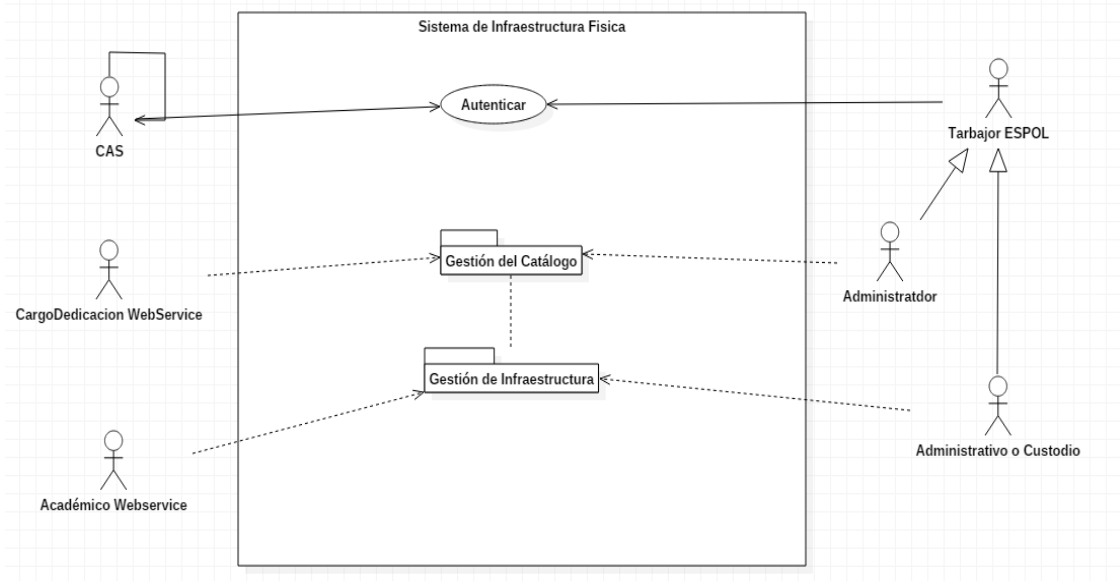 Sistema de Infraestructura Fisica
Autenticar
CAS
Tarbajor ESPOL
Gestión del Catálogo
Administratdor
CargoDedicacion WebService
Gestión de Infraestructura
Administrativo o Custodio
Académico Webservice